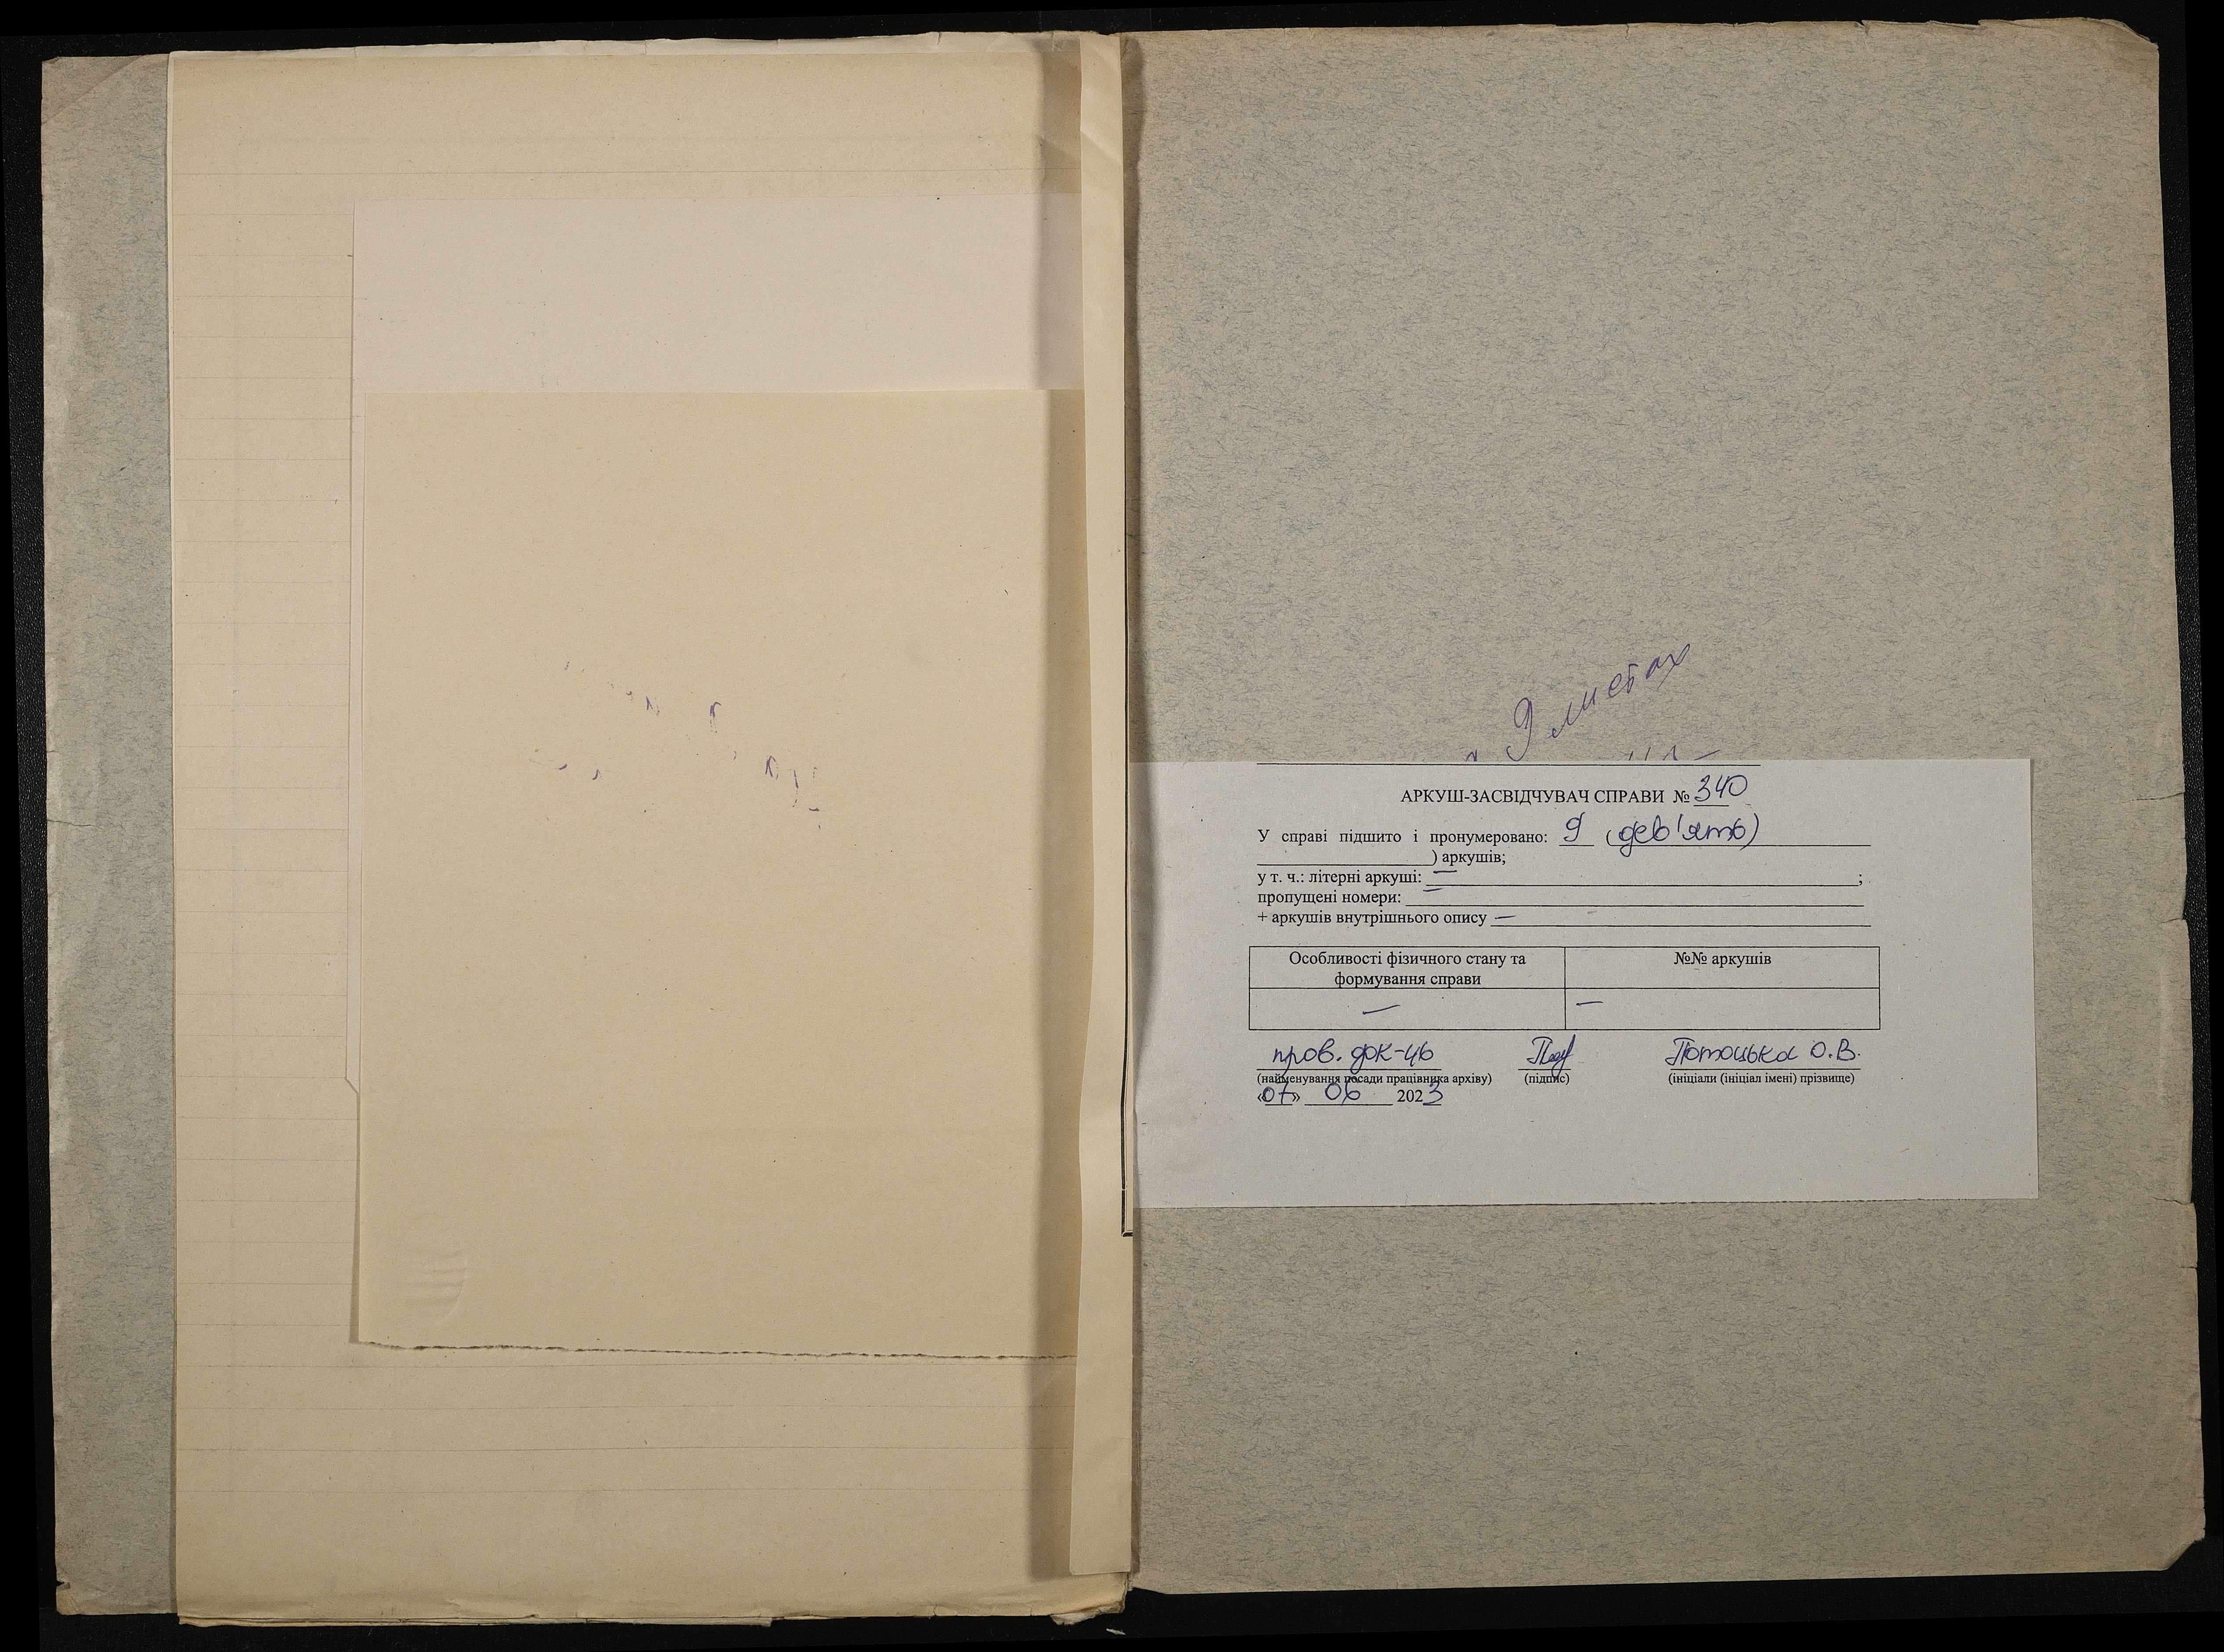 9 листах
АРКУШ-ЗАСВІДЧУВАЧ СПРАВИ № 340
У справі підшито і пронумеровано: 9 (дев'ять)
) аркушів;
у т. ч.: літерні аркуші: — ;
пропущені номери: —
+ аркушів внутрішнього опису —
Особливості фізичного стану та формування справи
№№ аркушів
—
—
пров. док-ць
Потоцька О.В.
(найменування посади працівника архіву) (підпис) (ініціали (ініціал імені) прізвище)
«07» 06 2023